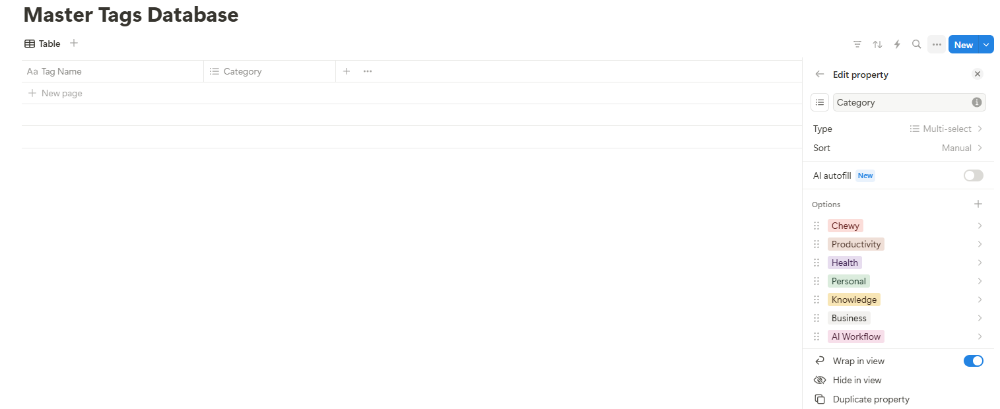 Master Tags Database
Table
New
Aa Tag Name
Category
New page
Edit property
Category
Type
Multi-select
Sort
Manual
AI autofill New
Options
Chewy
Productivity
Health
Personal
Knowledge
Business
AI Workflow
Wrap in view
Hide in view
Duplicate property